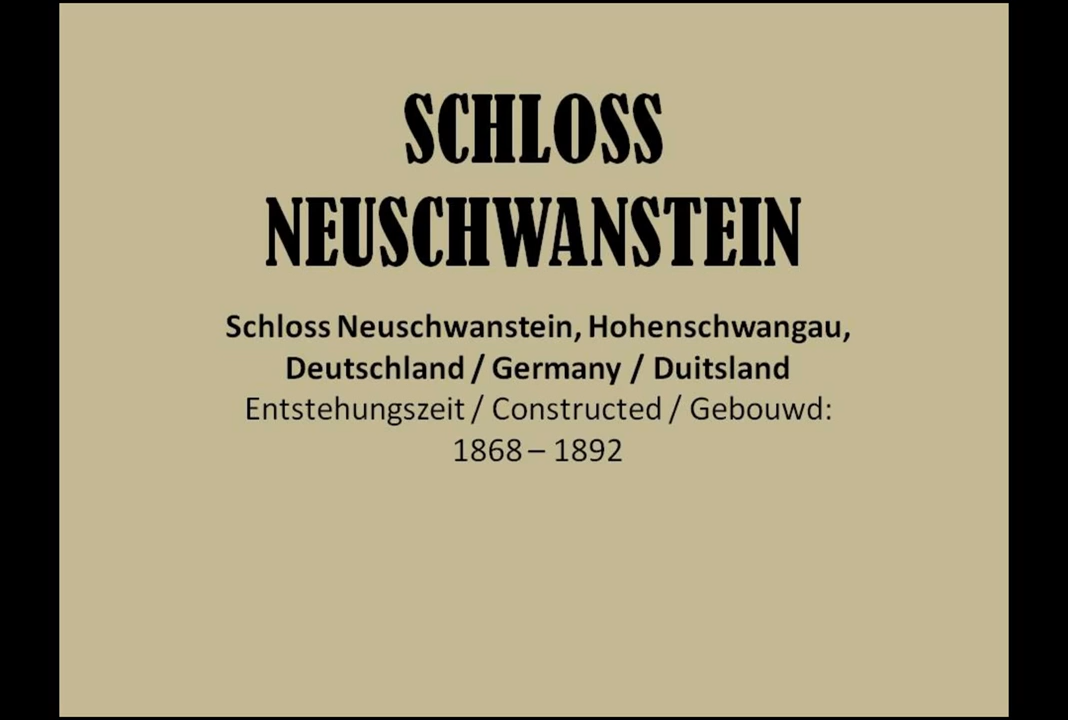 SCHLOSS
NEUSCHWANSTEIN
Schloss Neuschwanstein, Hohenschwangau,
Deutschland / Germany / Duitsland
Entstehungszeit / Constructed / Gebouwd:
1868 – 1892